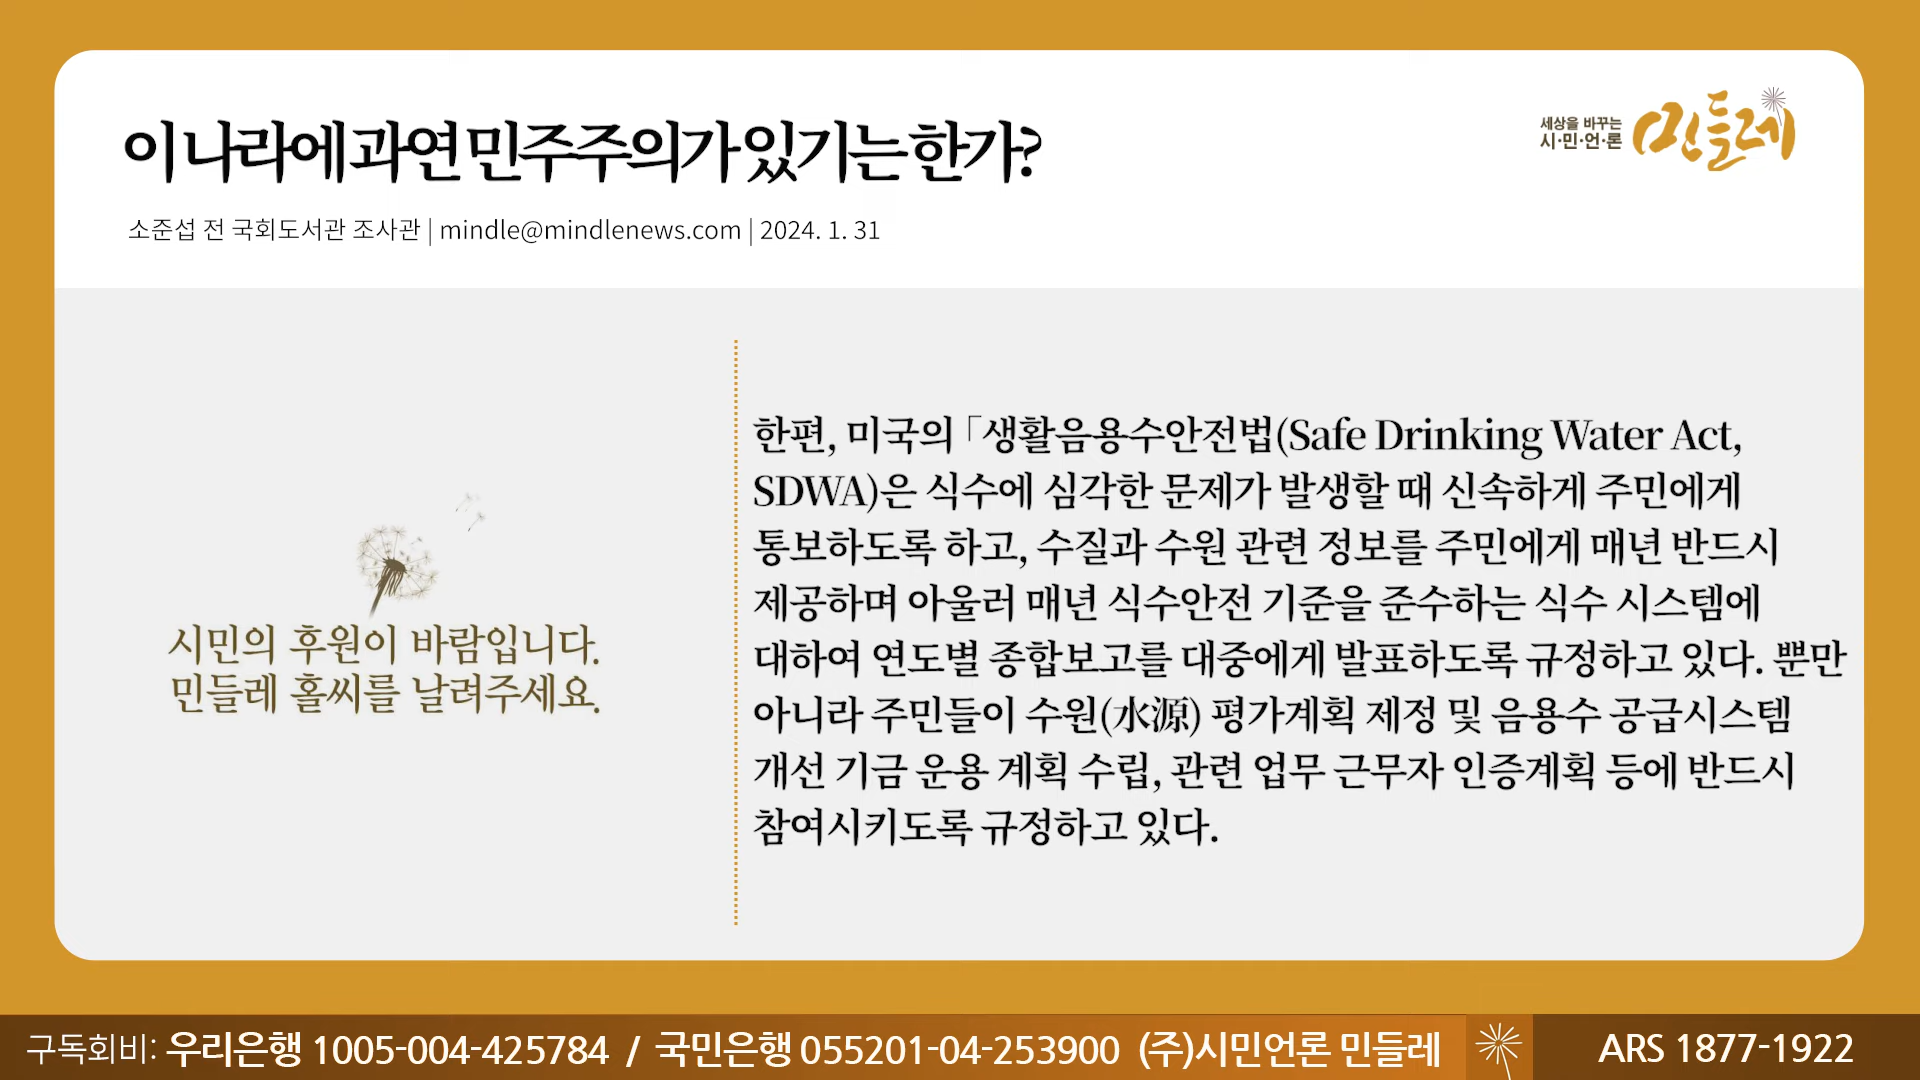 이 나라에 과연 민주주의가 있기는 한가?
세상을 바꾸는
시·민·언·론
민들레
소준섭 전 국회도서관 조사관 | mindle@mindlenews.com | 2024. 1. 31
시민의 후원이 바람입니다.
민들레 홀씨를 날려주세요.
한편, 미국의 「생활음용수안전법(Safe Drinking Water Act,
SDWA)은 식수에 심각한 문제가 발생할 때 신속하게 주민에게
통보하도록 하고, 수질과 수원 관련 정보를 주민에게 매년 반드시
제공하며 아울러 매년 식수안전 기준을 준수하는 식수 시스템에
대하여 연도별 종합보고를 대중에게 발표하도록 규정하고 있다. 뿐만
아니라 주민들이 수원(水源) 평가계획 제정 및 음용수 공급시스템
개선 기금 운용 계획 수립, 관련 업무 근무자 인증계획 등에 반드시
참여시키도록 규정하고 있다.
구독회비: 우리은행 1005-004-425784 / 국민은행 055201-04-253900 (주)시민언론 민들레
ARS 1877-1922